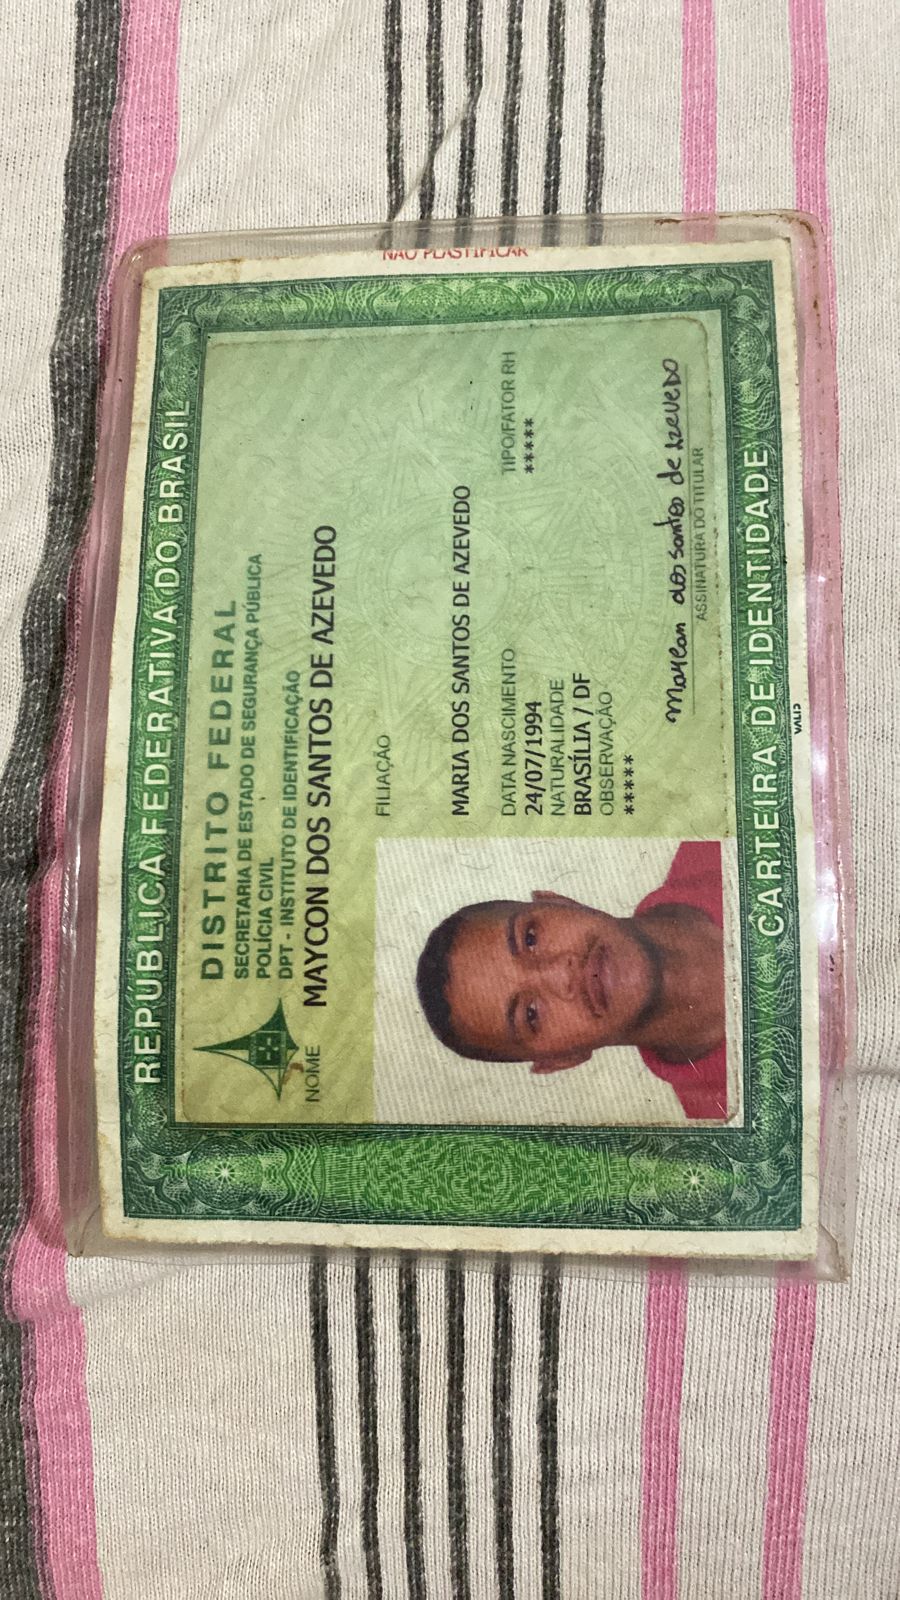 NÃO PLASTIFICAR
REPÚBLICA FEDERATIVA DO BRASIL
DISTRITO FEDERAL
SECRETARIA DE ESTADO DE SEGURANÇA PÚBLICA
POLÍCIA CIVIL
DPT - INSTITUTO DE IDENTIFICAÇÃO
NOME MAYCON DOS SANTOS DE AZEVEDO
FILIAÇÃO
MARIA DOS SANTOS DE AZEVEDO
DATA NASCIMENTO TIPO/FATOR RH
24/07/1994 *****
NATURALIDADE
BRASÍLIA / DF
OBSERVAÇÃO
*****
Maycon dos Santos de Azevedo
ASSINATURA DO TITULAR
CARTEIRA DE IDENTIDADE